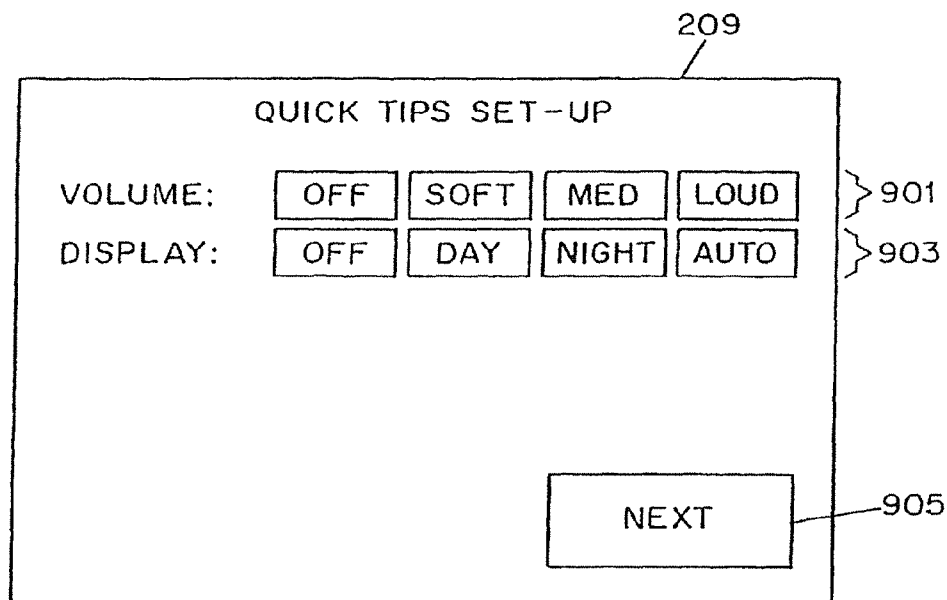 209
QUICK TIPS SET-UP
VOLUME: OFF SOFT MED LOUD 901
DISPLAY: OFF DAY NIGHT AUTO 903
NEXT 905